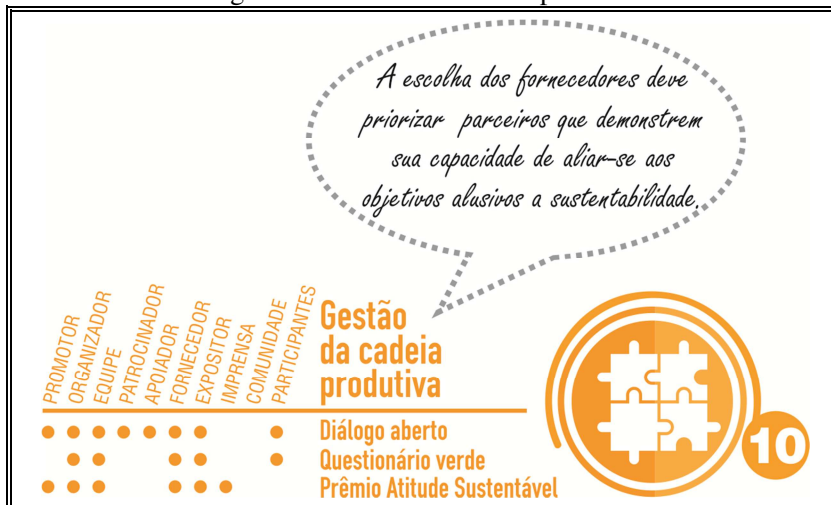 A escolha dos fornecedores deve
priorizar parceiros que demonstrem
sua capacidade de aliar-se aos
objetivos alusivos a sustentabilidade.
PROMOTOR
ORGANIZADOR
EQUIPE
PATROCINADOR
APOIADOR
FORNECEDOR
EXPOSITOR
IMPRENSA
COMUNIDADE
PARTICIPANTES
Gestão
da cadeia
produtiva
Diálogo aberto
Questionário verde
Prêmio Atitude Sustentável
10